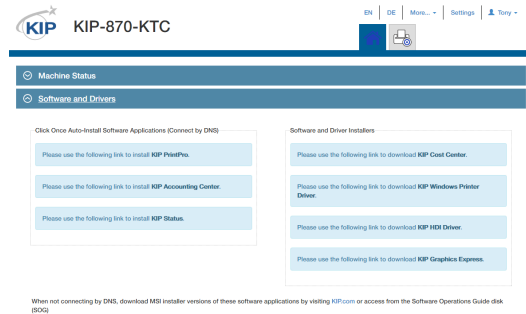 EN DE More... Settings Tony
KIP KIP-870-KTC
Machine Status
Software and Drivers
Click Once Auto-Install Software Applications (Connect by DNS)
Please use the following link to install KIP PrintPro.
Please use the following link to install KIP Accounting Center.
Please use the following link to install KIP Status.
Software and Driver Installers
Please use the following link to download KIP Cost Center.
Please use the following link to download KIP Windows Printer
Driver.
Please use the following link to download KIP HDI Driver.
Please use the following link to download KIP Graphics Express.
When not connecting by DNS, download MSI installer versions of these software applications by visiting KIP.com or access from the Software Operations Guide disk
(SOG)